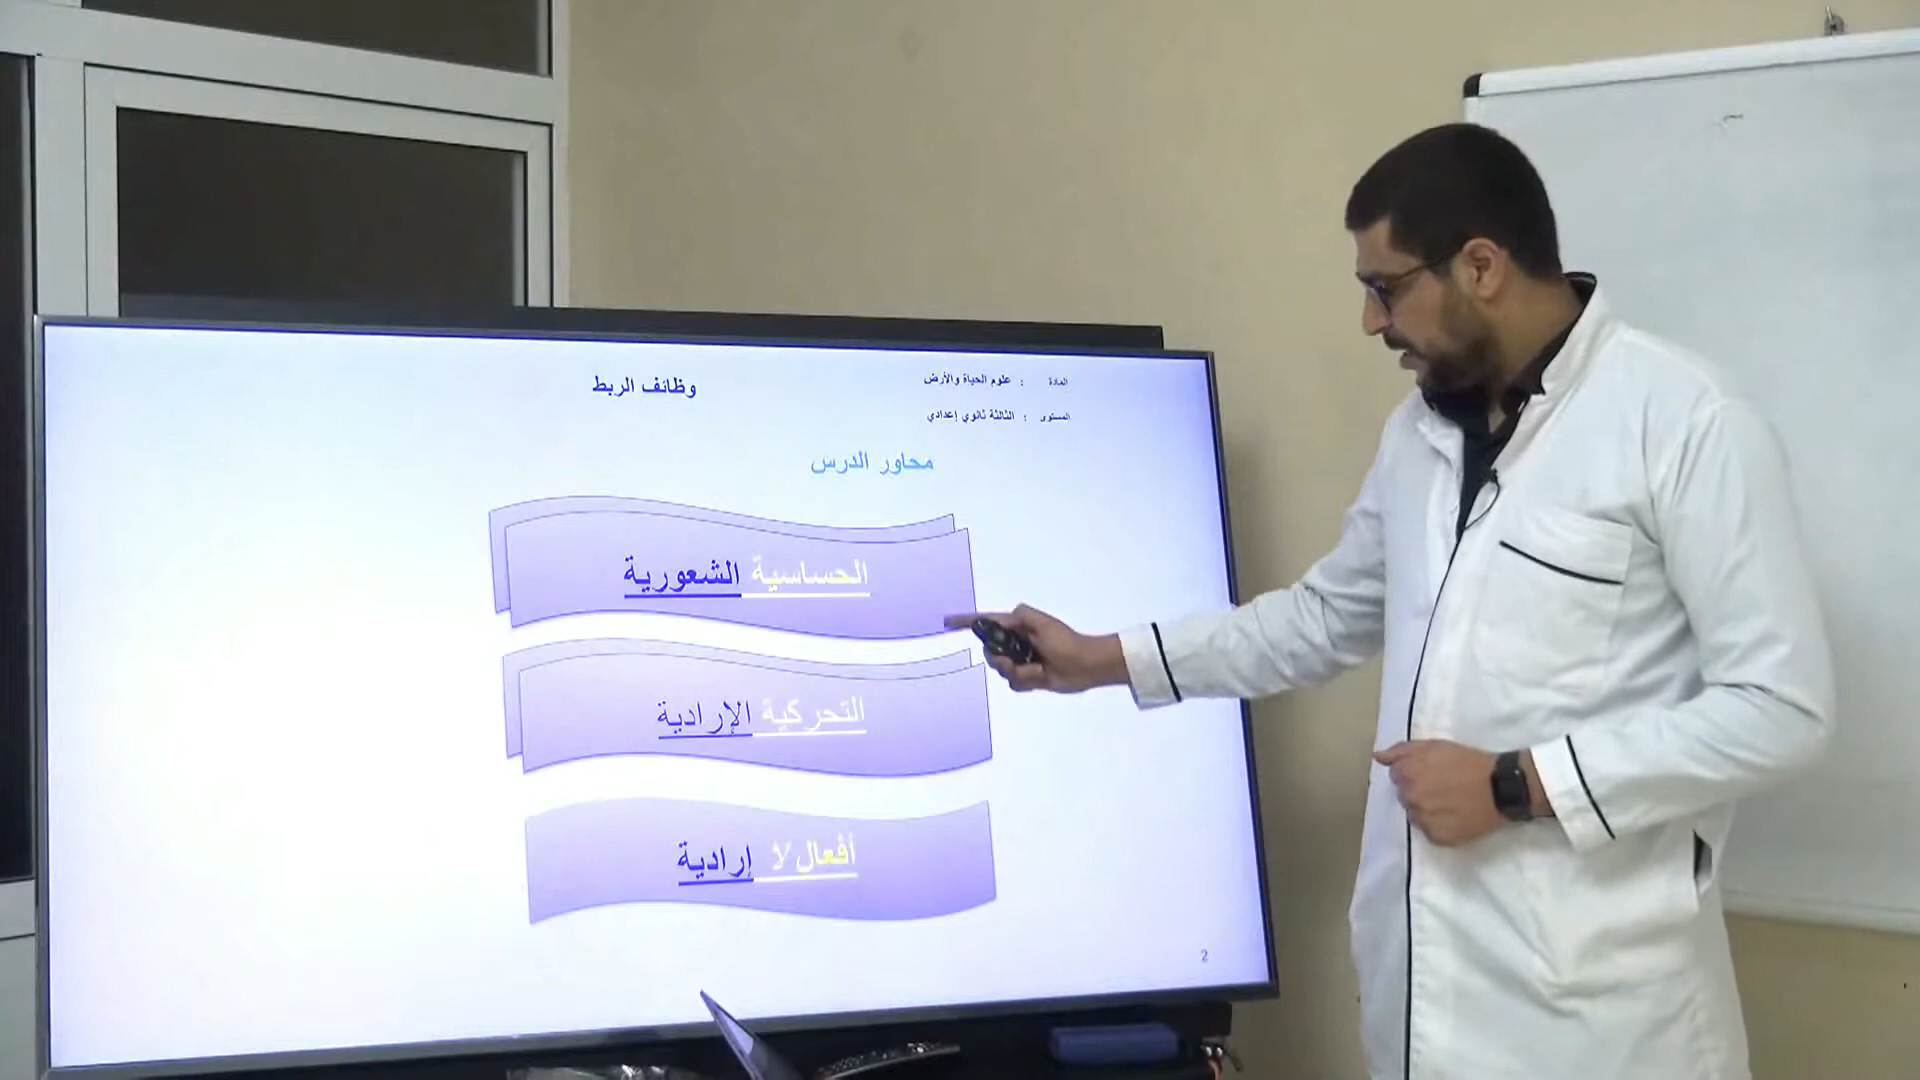 المادة : علوم الحياة والأرض
وظائف الربط
المستوى : الثالثة ثانوي إعدادي
محاور الدرس
الحساسية الشعورية
التحركية الإرادية
أفعال لا إرادية
2